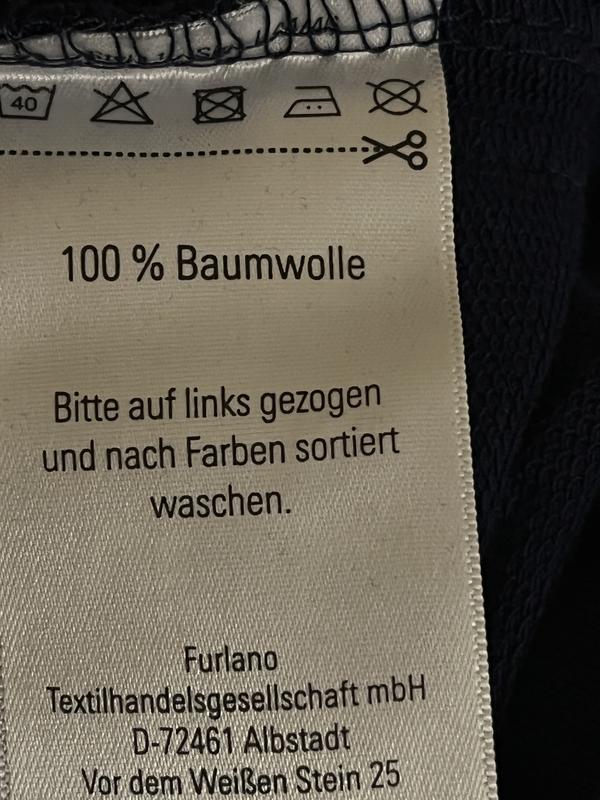 40
100 % Baumwolle
Bitte auf links gezogen
und nach Farben sortiert
waschen.
Furlano
Textilhandelsgesellschaft mbH
D-72461 Albstadt
Vor dem Weißen Stein 25